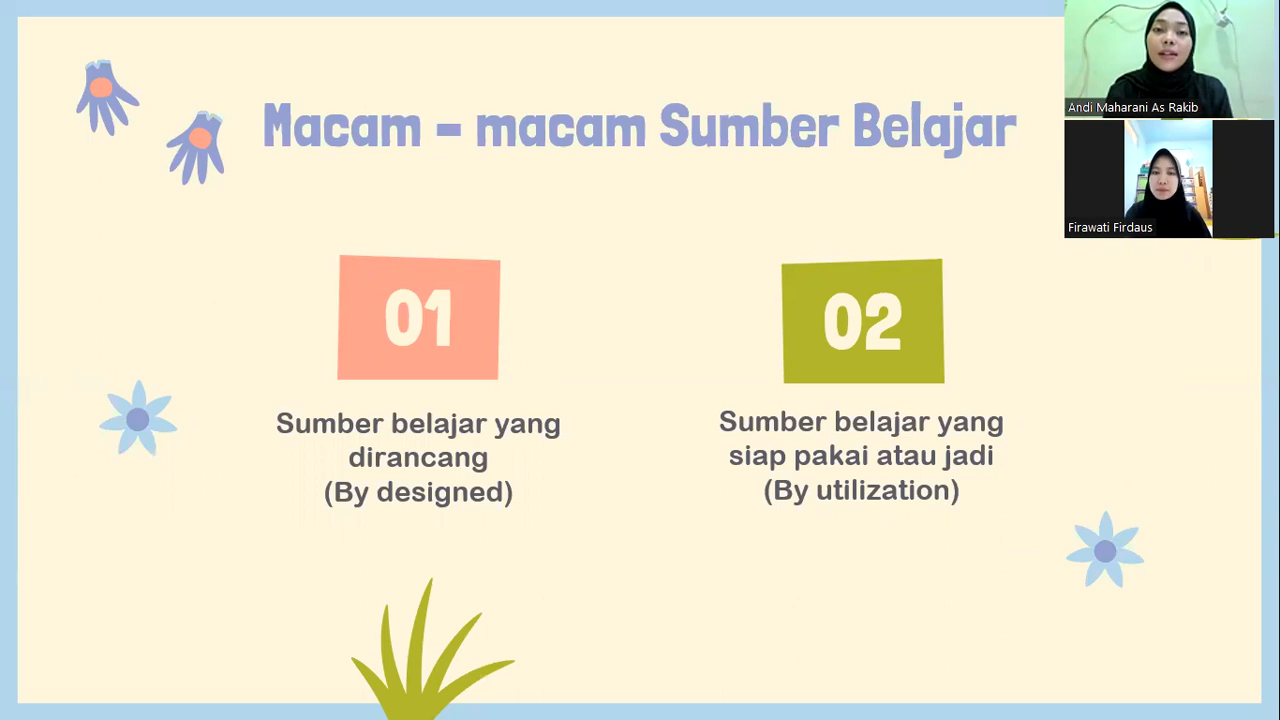 Macam - macam Sumber Belajar
Andi Maharani As Rakib
Firawati Firdaus
01
Sumber belajar yang
dirancang
(By designed)
02
Sumber belajar yang
siap pakai atau jadi
(By utilization)